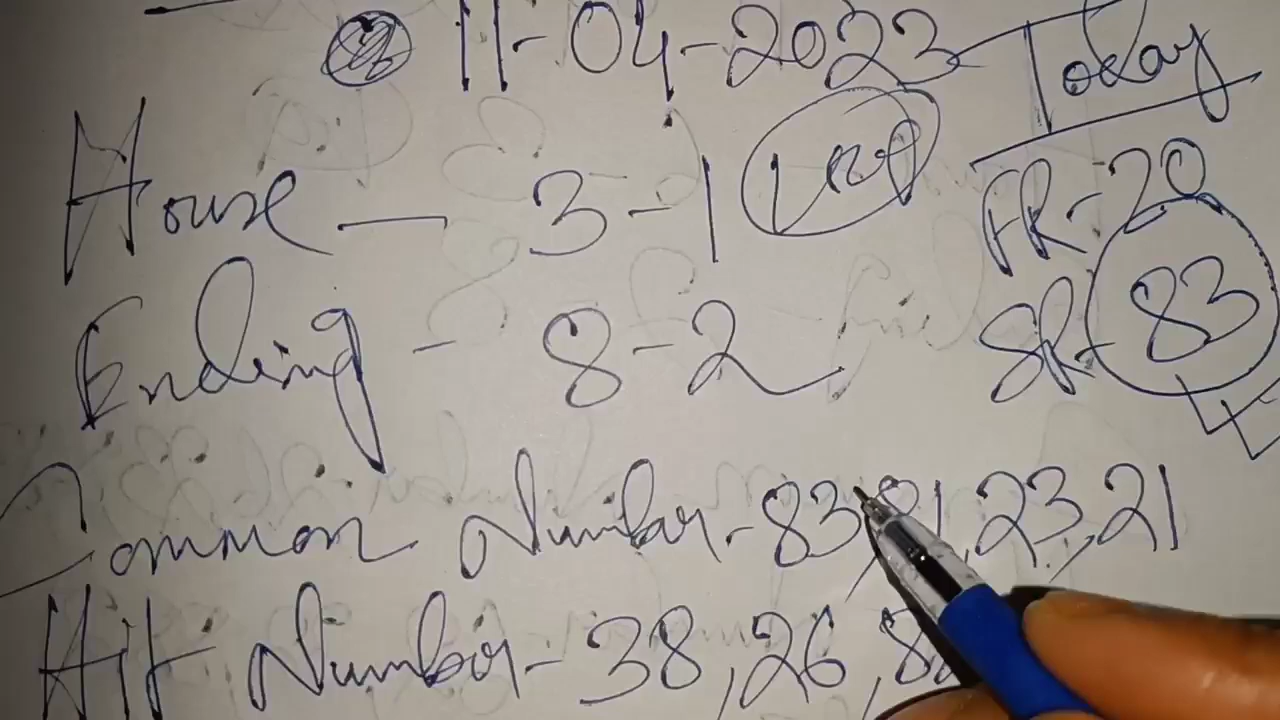 11-04-2023 Today
House - 3-1
FR-20
Ending - 8-2
SR- 83
Common Number - 83, 81, 23, 21
Hit Number - 38, 26,